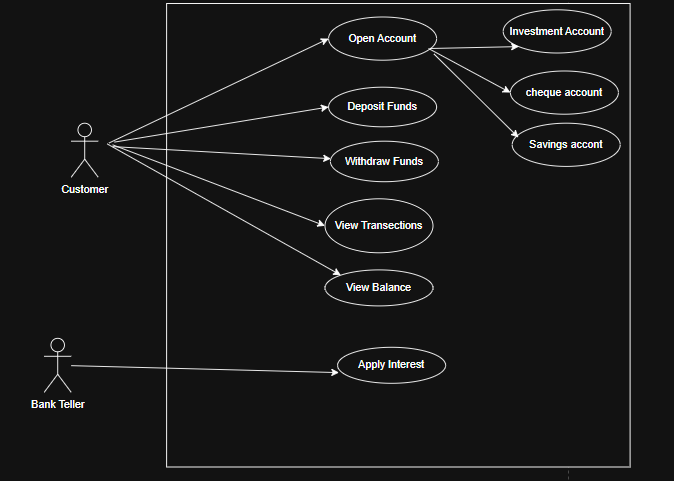 Open Account
Investment Account
cheque account
Savings accont
Deposit Funds
Withdraw Funds
View Transections
View Balance
Customer
Apply Interest
Bank Teller